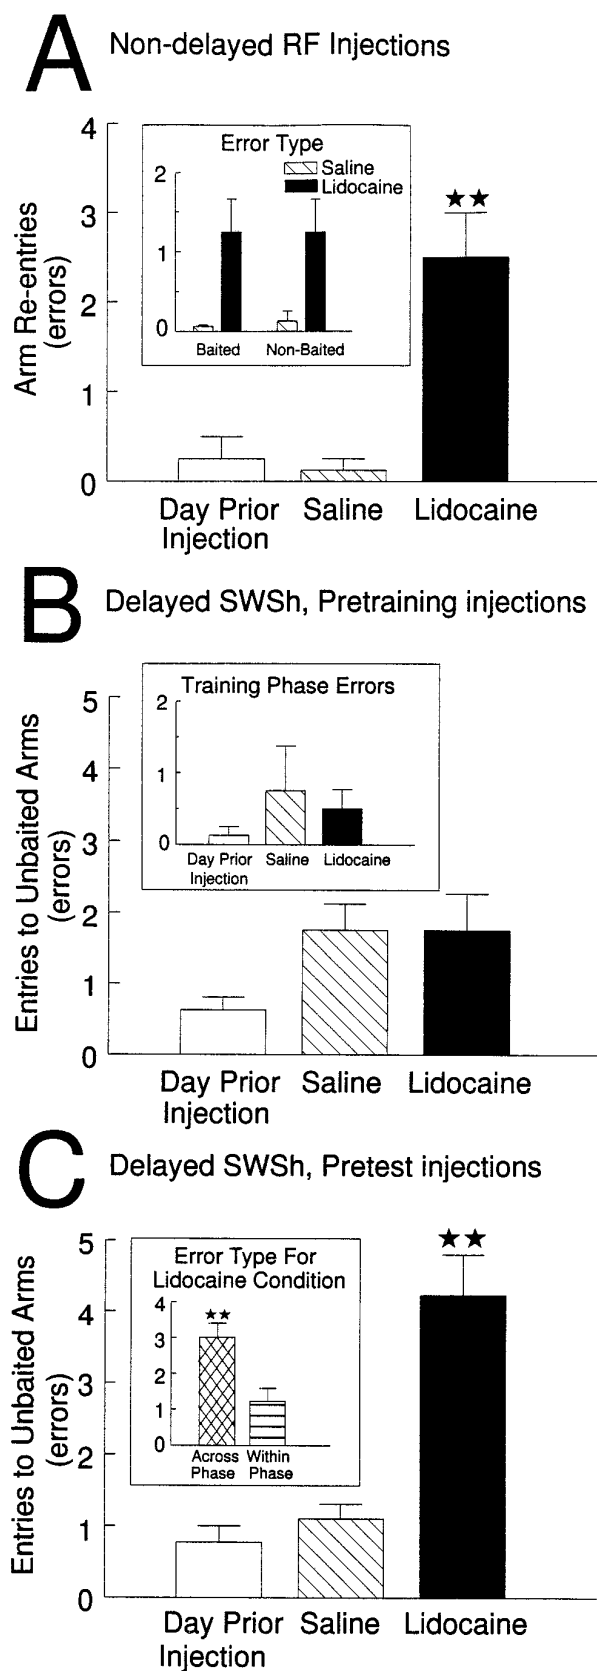 A Non-delayed RF Injections
Arm Re-entries
(errors)
4
3
2
1
0
Error Type
Saline
Lidocaine
2
1
0
Baited Non-Baited
★★
Day Prior Saline Lidocaine
Injection
B Delayed SWSh, Pretraining injections
Entries to Unbaited Arms
(errors)
5
4
3
2
1
0
Training Phase Errors
2
1
0
Day Prior Saline Lidocaine
Injection
Day Prior Saline Lidocaine
Injection
C Delayed SWSh, Pretest injections
Entries to Unbaited Arms
(errors)
5
4
3
2
1
0
Error Type For
Lidocaine Condition
4
3
2
1
0
★★
Across Within
Phase Phase
★★
Day Prior Saline Lidocaine
Injection